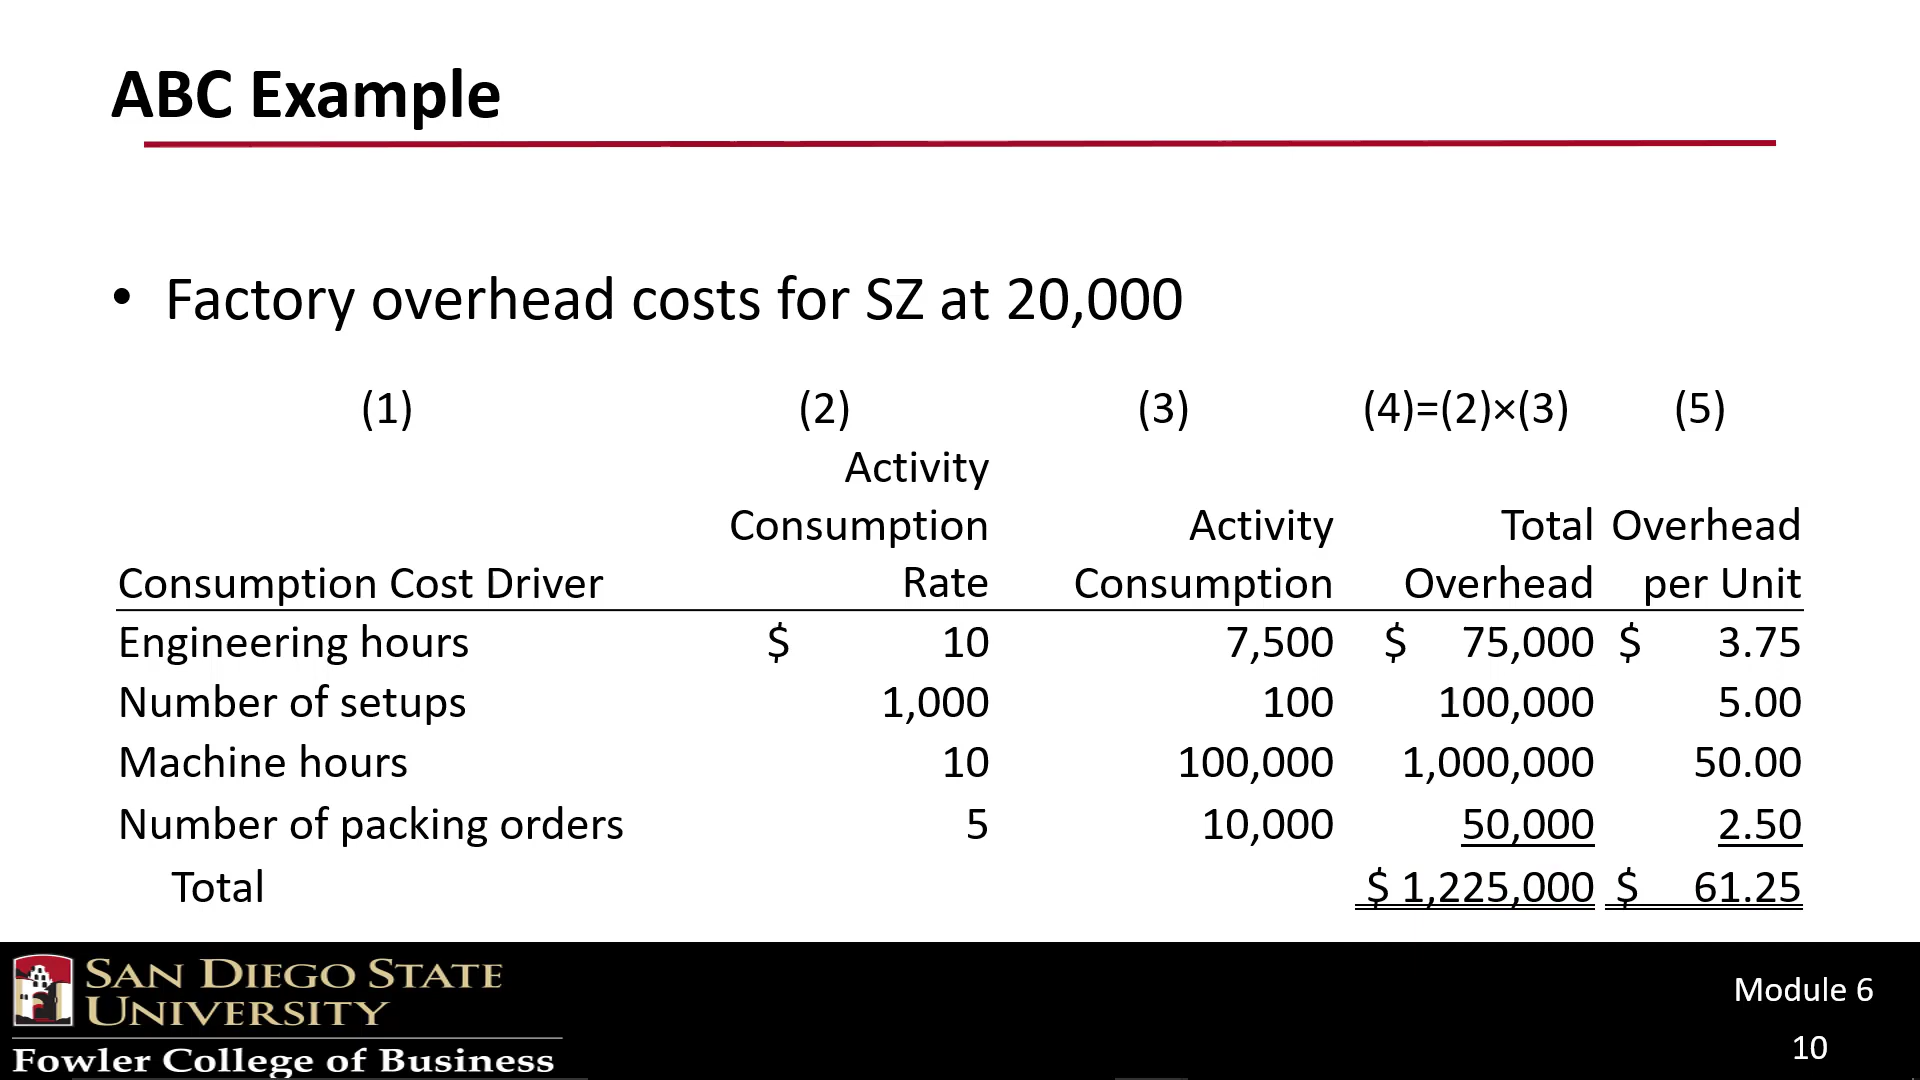 ABC Example
• Factory overhead costs for SZ at 20,000
(1) (2) (3) (4)=(2)×(3) (5)
Activity
Consumption Activity Total Overhead
Consumption Cost Driver Rate Consumption Overhead per Unit
Engineering hours $ 10 7,500 $ 75,000 $ 3.75
Number of setups 1,000 100 100,000 5.00
Machine hours 10 100,000 1,000,000 50.00
Number of packing orders 5 10,000 50,000 2.50
Total $ 1,225,000 $ 61.25
SAN DIEGO STATE
UNIVERSITY
Fowler College of Business
Module 6
10